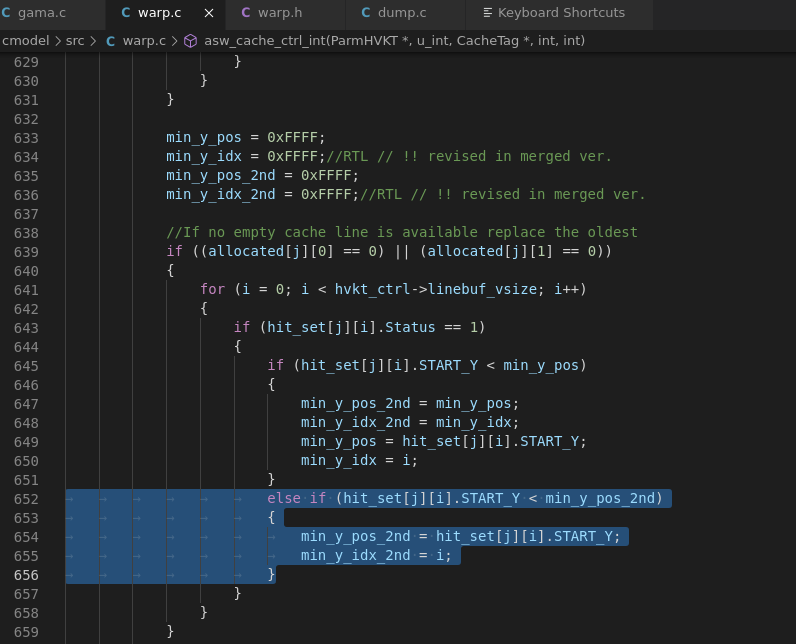 C gama.c C warp.c × C warp.h C dump.c Keyboard Shortcuts
cmodel > src > C warp.c > asw_cache_ctrl_int(ParmHVKT *, u_int, CacheTag *, int, int)
629 }
630 }
631 }
632
633 min_y_pos = 0xFFFF;
634 min_y_idx = 0xFFFF;//RTL // !! revised in merged ver.
635 min_y_pos_2nd = 0xFFFF;
636 min_y_idx_2nd = 0xFFFF;//RTL // !! revised in merged ver.
637
638 //If no empty cache line is available replace the oldest
639 if ((allocated[j][0] == 0) || (allocated[j][1] == 0))
640 {
641 for (i = 0; i < hvkt_ctrl->linebuf_vsize; i++)
642 {
643 if (hit_set[j][i].Status == 1)
644 {
645 if (hit_set[j][i].START_Y < min_y_pos)
646 {
647 min_y_pos_2nd = min_y_pos;
648 min_y_idx_2nd = min_y_idx;
649 min_y_pos = hit_set[j][i].START_Y;
650 min_y_idx = i;
651 }
652 else if (hit_set[j][i].START_Y < min_y_pos_2nd)
653 {
654 min_y_pos_2nd = hit_set[j][i].START_Y;
655 min_y_idx_2nd = i;
656 }
657 }
658 }
659 }